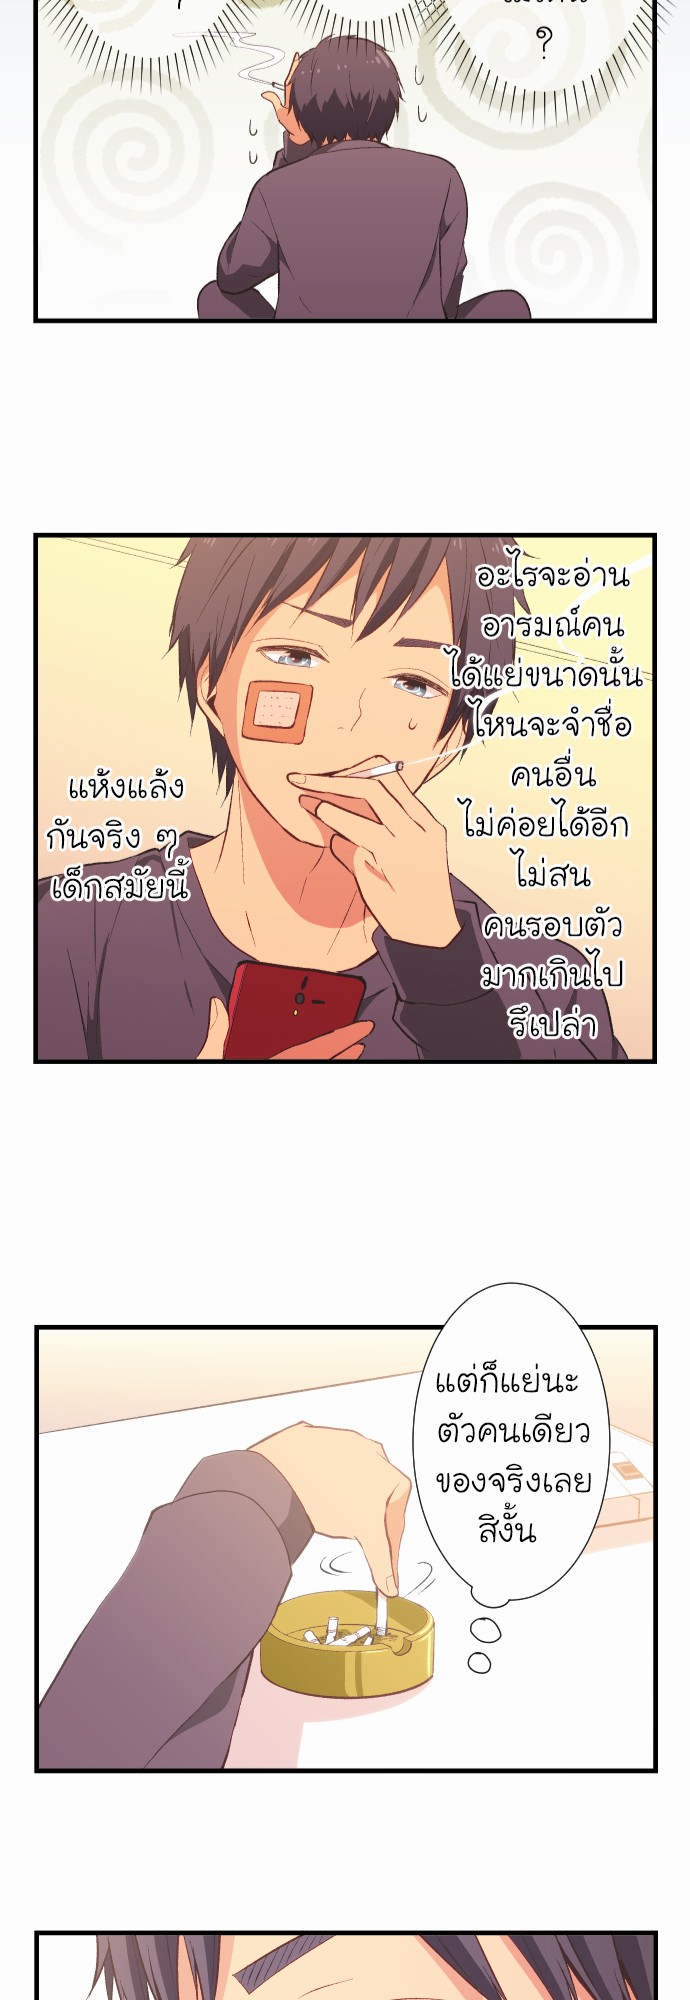 ?
?
อะไรจะอ่าน
อารมณ์คน
ได้แย่ขนาดนั้น
ไหนจะจำชื่อ
คนอื่น
ไม่ค่อยได้อีก
ไม่สน
คนรอบตัว
มากเกินไป
รึเปล่า
แห้งแล้ง
กันจริง ๆ
เด็กสมัยนี้
แต่ก็แย่นะ
ตัวคนเดียว
ของจริงเลย
สิงั้น